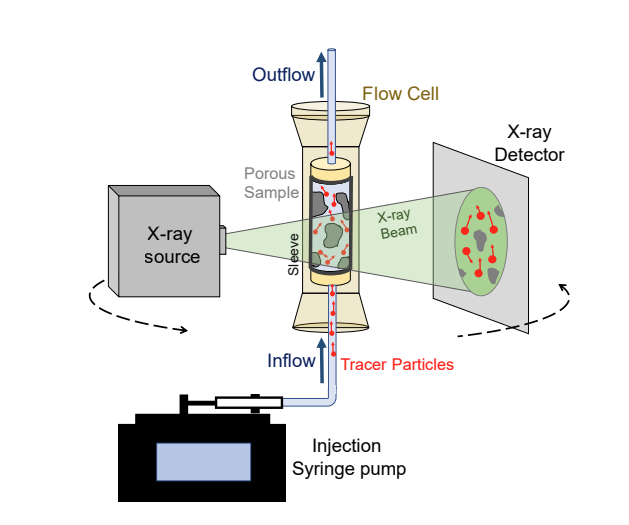 Outflow
Flow Cell
X-ray
Detector
Porous
Sample
X-ray
source
X-ray
Beam
Sleeve
Inflow
Tracer Particles
Injection
Syringe pump